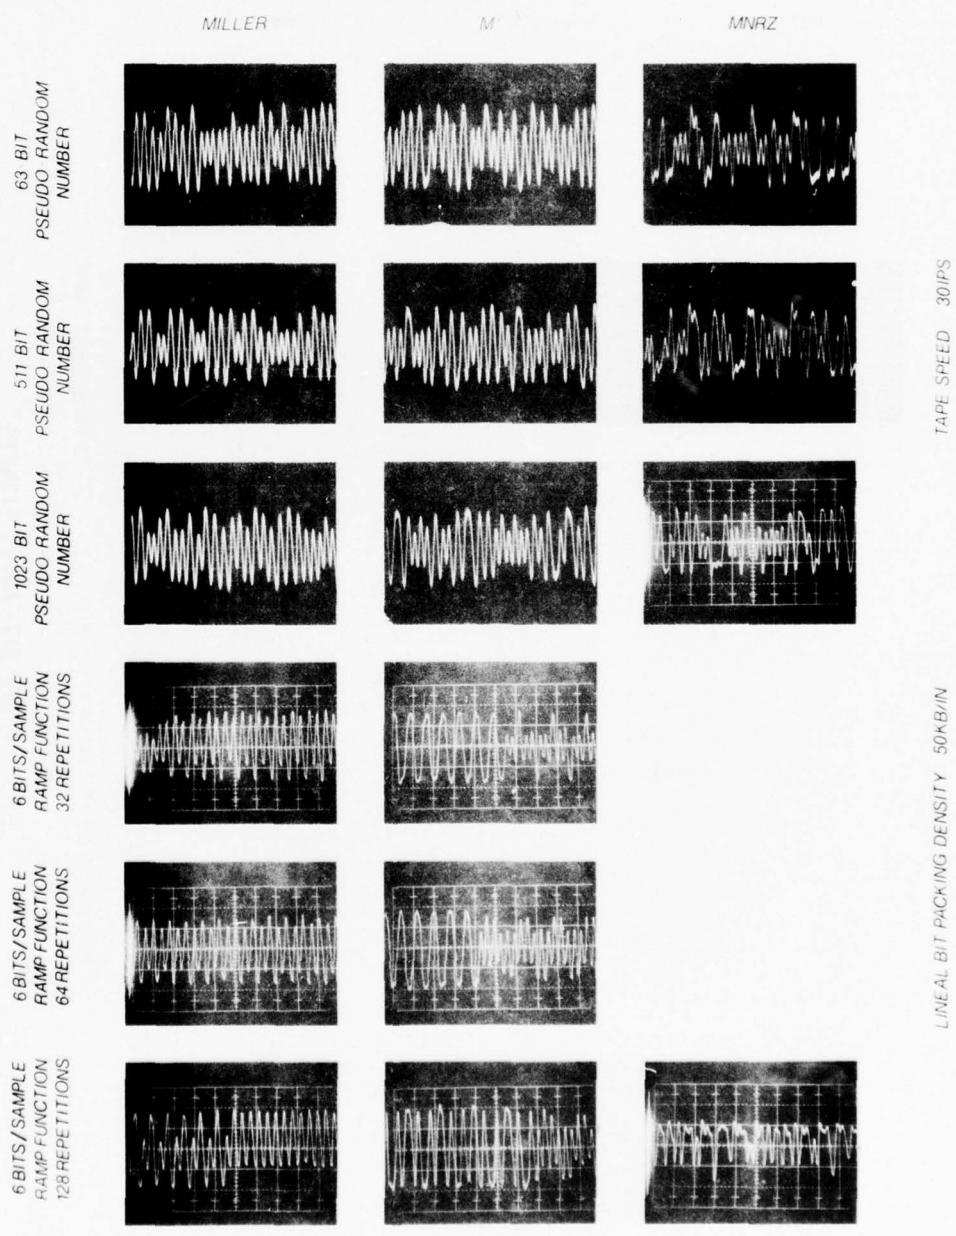 MILLER
M
MNRZ
63 BIT
PSEUDO RANDOM
NUMBER
511 BIT
PSEUDO RANDOM
NUMBER
1023 BIT
PSEUDO RANDOM
NUMBER
6 BITS/SAMPLE
RAMP FUNCTION
32 REPETITIONS
6 BITS/SAMPLE
RAMP FUNCTION
64 REPETITIONS
6 BITS/SAMPLE
RAMP FUNCTION
128 REPETITIONS
TAPE SPEED 30IPS
LINEAL BIT PACKING DENSITY 50KB/IN